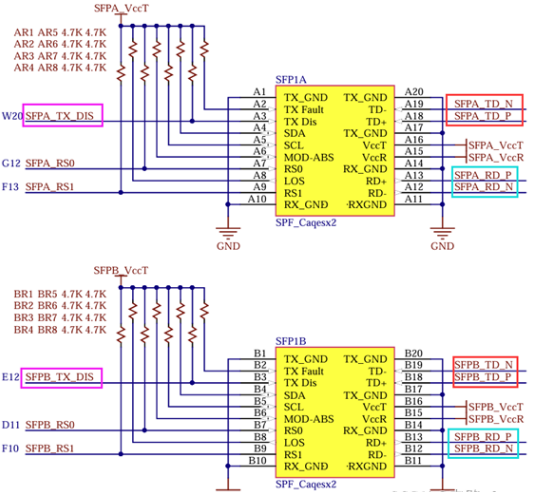 SFPA_VccT
AR1 AR5 4.7K 4.7K
AR2 AR6 4.7K 4.7K
AR3 AR7 4.7K 4.7K
AR4 AR8 4.7K 4.7K
SFP1A
A1 TX_GND TX_GND A20
A2 TX Fault TD- A19 SFPA_TD_N
W20 SFPA_TX_DIS A3 TX Dis TD+ A18 SFPA_TD_P
A4 SDA TX_GND A17
A5 SCL VccT A16 SFPA_VccT
A6 MOD-ABS VccR A15 SFPA_VccR
G12 SFPA_RS0 A7 RS0 RX_GND A14
A8 LOS RD+ A13 SFPA_RD_P
F13 SFPA_RS1 A9 RS1 RD- A12 SFPA_RD_N
A10 RX_GND RXGND A11
SPF_Caqesx2
GND GND
SFPB_VccT
BR1 BR5 4.7K 4.7K
BR2 BR6 4.7K 4.7K
BR3 BR7 4.7K 4.7K
BR4 BR8 4.7K 4.7K
SFP1B
B1 TX_GND TX_GND B20
B2 TX Fault TD- B19 SFPB_TD_N
E12 SFPB_TX_DIS B3 TX Dis TD+ B18 SFPB_TD_P
B4 SDA TX_GND B17
B5 SCL VccT B16 SFPB_VccT
B6 MOD-ABS VccR B15 SFPB_VccR
D11 SFPB_RS0 B7 RS0 RX_GND B14
B8 LOS RD+ B13 SFPB_RD_P
F10 SFPB_RS1 B9 RS1 RD- B12 SFPB_RD_N
B10 RX_GND RXGND B11
SPF_Caqesx2